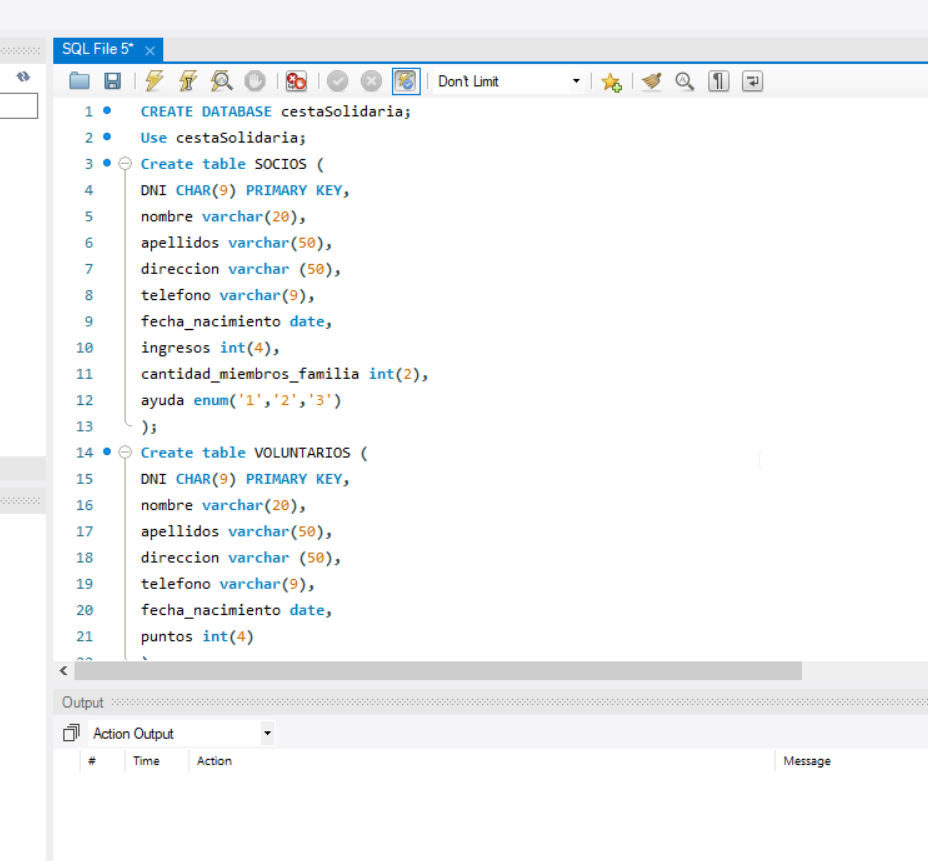 SQL File 5*
Don't Limit
1 CREATE DATABASE cestaSolidaria;
2 Use cestaSolidaria;
3 Create table SOCIOS (
4 DNI CHAR(9) PRIMARY KEY,
5 nombre varchar(20),
6 apellidos varchar(50),
7 direccion varchar (50),
8 telefono varchar(9),
9 fecha_nacimiento date,
10 ingresos int(4),
11 cantidad_miembros_familia int(2),
12 ayuda enum('1','2','3')
13 );
14 Create table VOLUNTARIOS (
15 DNI CHAR(9) PRIMARY KEY,
16 nombre varchar(20),
17 apellidos varchar(50),
18 direccion varchar (50),
19 telefono varchar(9),
20 fecha_nacimiento date,
21 puntos int(4)
Output
Action Output
# Time Action Message